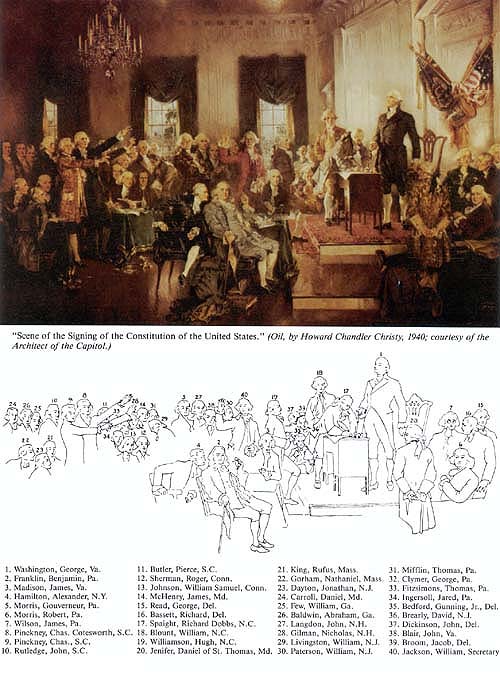 "Scene of the Signing of the Constitution of the United States." (Oil, by Howard Chandler Christy, 1940; courtesy of the
Architect of the Capitol.)
1. Washington, George, Va.
2. Franklin, Benjamin, Pa.
3. Madison, James, Va.
4. Hamilton, Alexander, N.Y.
5. Morris, Gouverneur, Pa.
6. Morris, Robert, Pa.
7. Wilson, James, Pa.
8. Pinckney, Chas. Cotesworth, S.C.
9. Pinckney, Chas., S.C.
10. Rutledge, John, S.C.
11. Butler, Pierce, S.C.
12. Sherman, Roger, Conn.
13. Johnson, William Samuel, Conn.
14. McHenry, James, Md.
15. Read, George, Del.
16. Bassett, Richard, Del.
17. Spaight, Richard Dobbs, N.C.
18. Blount, William, N.C.
19. Williamson, Hugh, N.C.
20. Jenifer, Daniel of St. Thomas, Md.
21. King, Rufus, Mass.
22. Gorham, Nathaniel, Mass.
23. Dayton, Jonathan, N.J.
24. Carroll, Daniel, Md.
25. Few, William, Ga.
26. Baldwin, Abraham, Ga.
27. Langdon, John, N.H.
28. Gilman, Nicholas, N.H.
29. Livingston, William, N.J.
30. Paterson, William, N.J.
31. Mifflin, Thomas, Pa.
32. Clymer, George, Pa.
33. Fitzsimons, Thomas, Pa.
34. Ingersoll, Jared, Pa.
35. Bedford, Gunning, Jr., Del.
36. Brearly, David, N.J.
37. Dickinson, John, Del.
38. Blair, John, Va.
39. Broom, Jacob, Del.
40. Jackson, William, Secretary